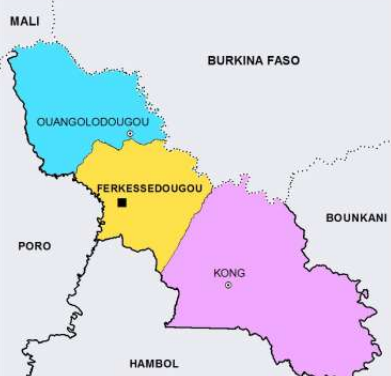 MALI
BURKINA FASO
OUANGOLODOUGOU
FERKESSEDOUGOU
BOUNKANI
PORO
KONG
HAMBOL